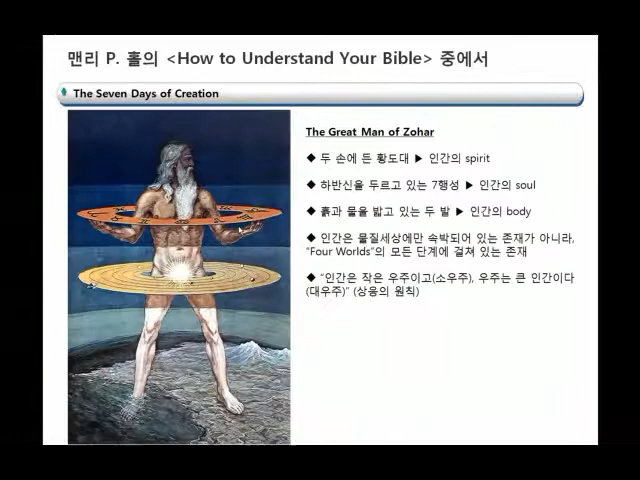 맨리 P. 홀의 <How to Understand Your Bible> 중에서
The Seven Days of Creation
The Great Man of Zohar
◆ 두 손에 든 황도대 ▶ 인간의 spirit
◆ 하반신을 두르고 있는 7행성 ▶ 인간의 soul
◆ 흙과 물을 밟고 있는 두 발 ▶ 인간의 body
◆ 인간은 물질세상에만 속박되어 있는 존재가 아니라,
"Four Worlds"의 모든 단계에 걸쳐 있는 존재
◆ "인간은 작은 우주이고(소우주), 우주는 큰 인간이다
(대우주)" (상응의 원칙)